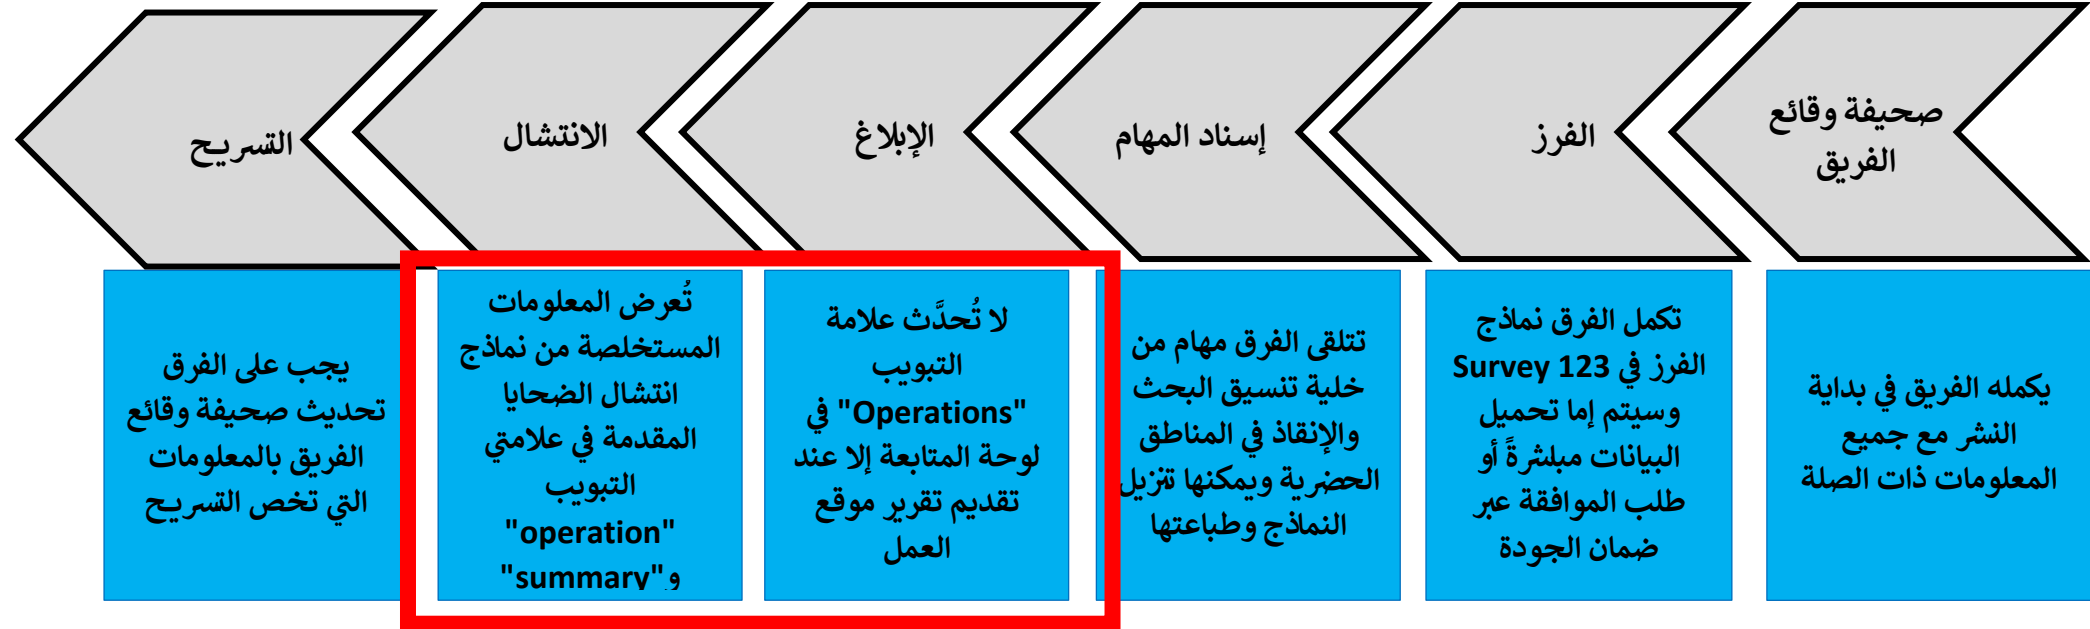 صحيفة وقائع
الفريق
الفرز
إسناد المهام
الإبلاغ
الانتشال
التسريح
يكمله الفريق في بداية
النشر مع جميع
المعلومات ذات الصلة
تكمل الفرق نماذج
الفرز في Survey 123
وسيتم إما تحميل
البيانات مبلشرةً أو
طلب الموافقة عبر
ضمان الجودة
تتلقى الفرق مهام من
خلية تنسيق البحث
والإنقاذ في المناطق
الحضرية ويمكنها تنزيل
النماذج وطباعتها
لا تُحدَّث علامة
التبويب
"Operations" في
لوحة المتابعة إلا عند
تقديم تقرير موقع
العمل
تُعرض المعلومات
المستخلصة من نماذج
انتشال الضحايا
المقدمة في علامتي
التبويب
"operation"
و"summary"
يجب على الفرق
تحديث صحيفة وقائع
الفريق بالمعلومات
التي تخص التسريح